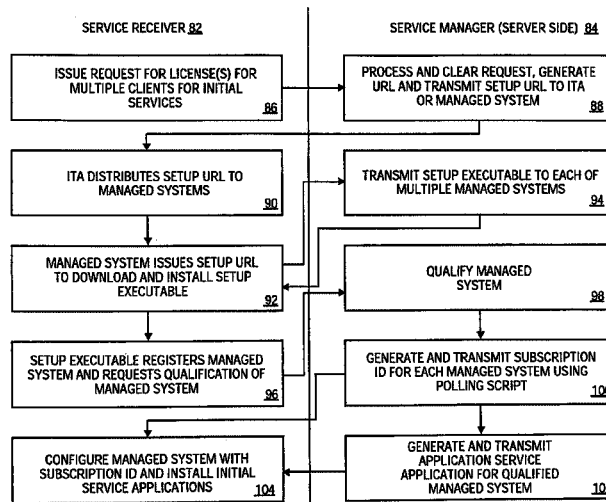 SERVICE RECEIVER 82
SERVICE MANAGER (SERVER SIDE) 84
ISSUE REQUEST FOR LICENSE(S) FOR
MULTIPLE CLIENTS FOR INITIAL
SERVICES
86
PROCESS AND CLEAR REQUEST, GENERATE
URL AND TRANSMIT SETUP URL TO ITA
OR MANAGED SYSTEM
88
ITA DISTRIBUTES SETUP URL TO
MANAGED SYSTEMS
90
TRANSMIT SETUP EXECUTABLE TO EACH OF
MULTIPLE MANAGED SYSTEMS
94
MANAGED SYSTEM ISSUES SETUP URL
TO DOWNLOAD AND INSTALL SETUP
EXECUTABLE
92
QUALIFY MANAGED
SYSTEM
98
SETUP EXECUTABLE REGISTERS MANAGED
SYSTEM AND REQUESTS QUALIFICATION OF
MANAGED SYSTEM
96
GENERATE AND TRANSMIT SUBSCRIPTION
ID FOR EACH MANAGED SYSTEM USING
POLLING SCRIPT
CONFIGURE MANAGED SYSTEM WITH
SUBSCRIPTION ID AND INSTALL INITIAL
SERVICE APPLICATIONS
104
GENERATE AND TRANSMIT
APPLICATION SERVICE
APPLICATION FOR QUALIFIED
MANAGED SYSTEM